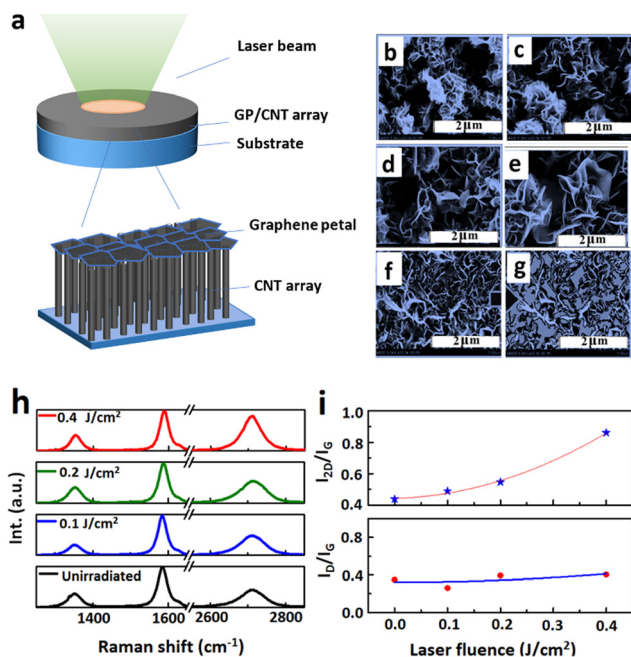 a
Laser beam
GP/CNT array
Substrate
Graphene petal
CNT array
b
2 µm
c
2 µm
d
2 µm
e
2 µm
f
2 µm
g
2 µm
h
0.4 J/cm²
0.2 J/cm²
0.1 J/cm²
Unirradiated
Int. (a.u.)
1400 1600 2600 2800
Raman shift (cm⁻¹)
i
1.0
0.8
0.6
0.4
I2D/IG
0.8
0.4
0.0
ID/IG
0.0 0.1 0.2 0.3 0.4
Laser fluence (J/cm²)